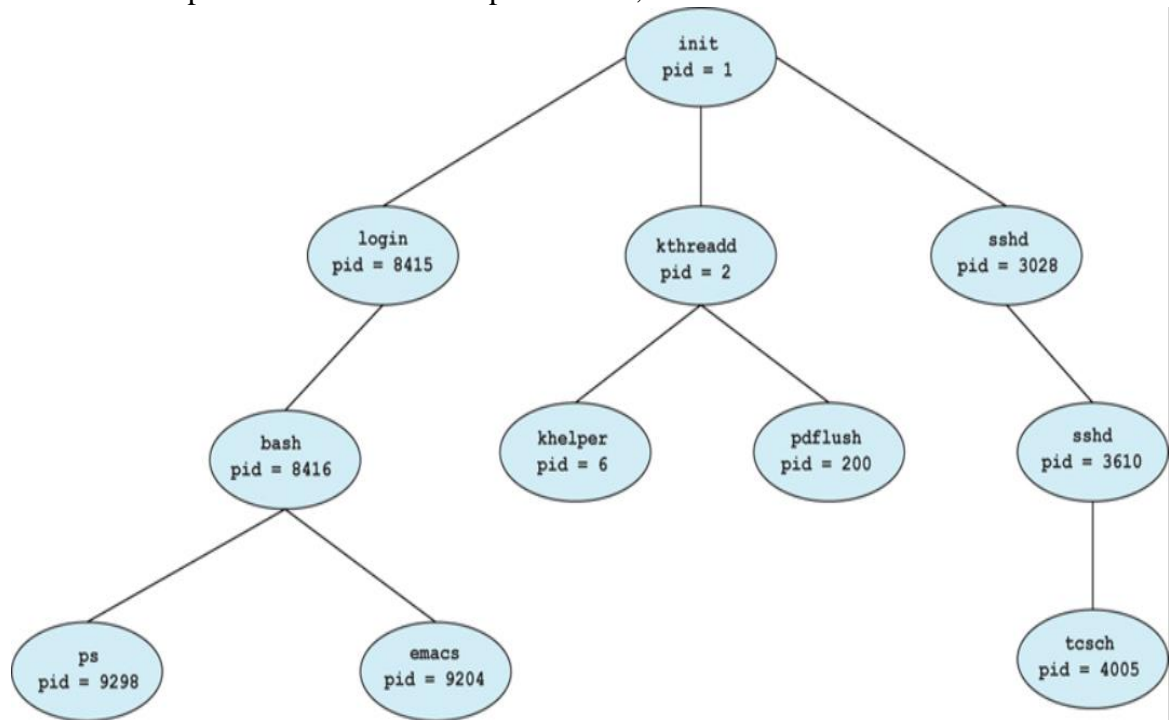 init
pid = 1
login
pid = 8415
kthreadd
pid = 2
sshd
pid = 3028
bash
pid = 8416
khelper
pid = 6
pdflush
pid = 200
sshd
pid = 3610
ps
pid = 9298
emacs
pid = 9204
tcsch
pid = 4005